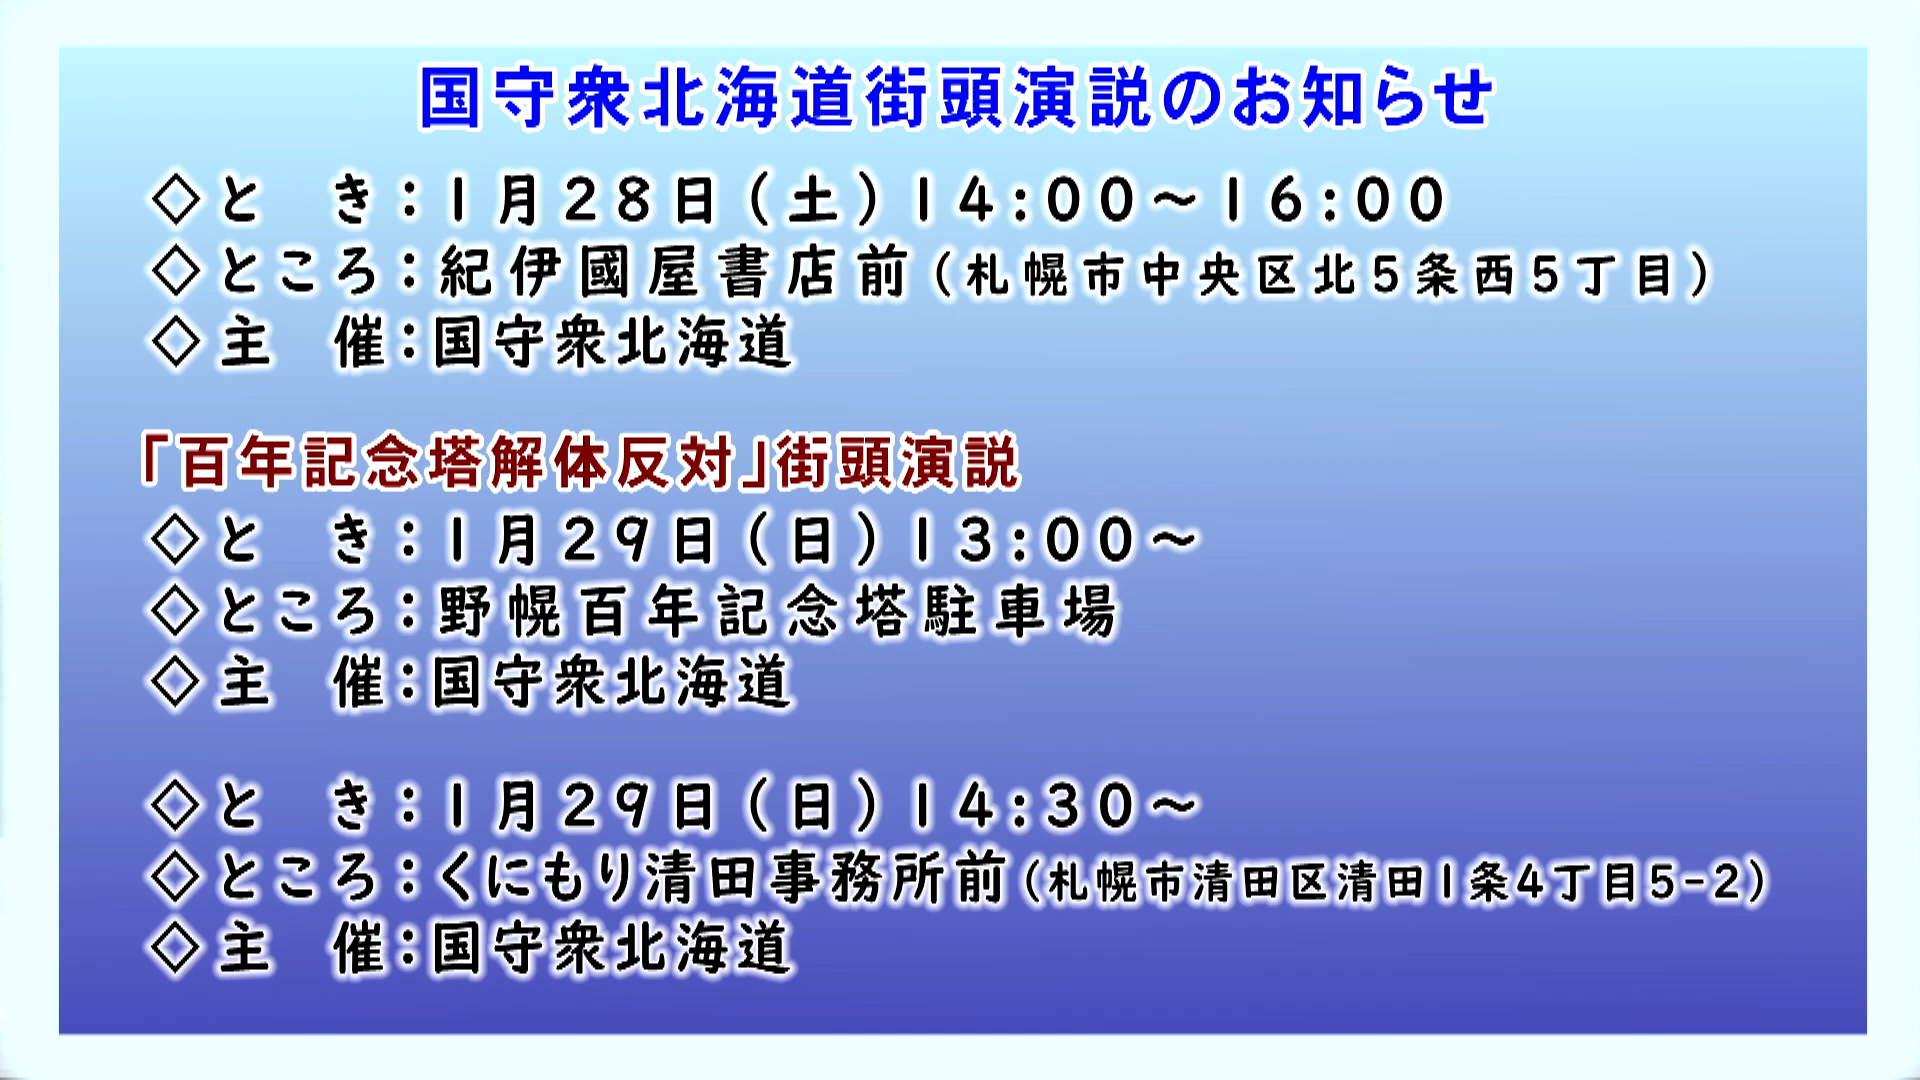 国守衆北海道街頭演説のお知らせ
◇と　き：１月２８日（土）１４：００～１６：００
◇ところ：紀伊國屋書店前（札幌市中央区北５条西５丁目）
◇主　催：国守衆北海道
「百年記念塔解体反対」街頭演説
◇と　き：１月２９日（日）１３：００～
◇ところ：野幌百年記念塔駐車場
◇主　催：国守衆北海道
◇と　き：１月２９日（日）１４：３０～
◇ところ：くにもり清田事務所前（札幌市清田区清田1条4丁目5-2）
◇主　催：国守衆北海道